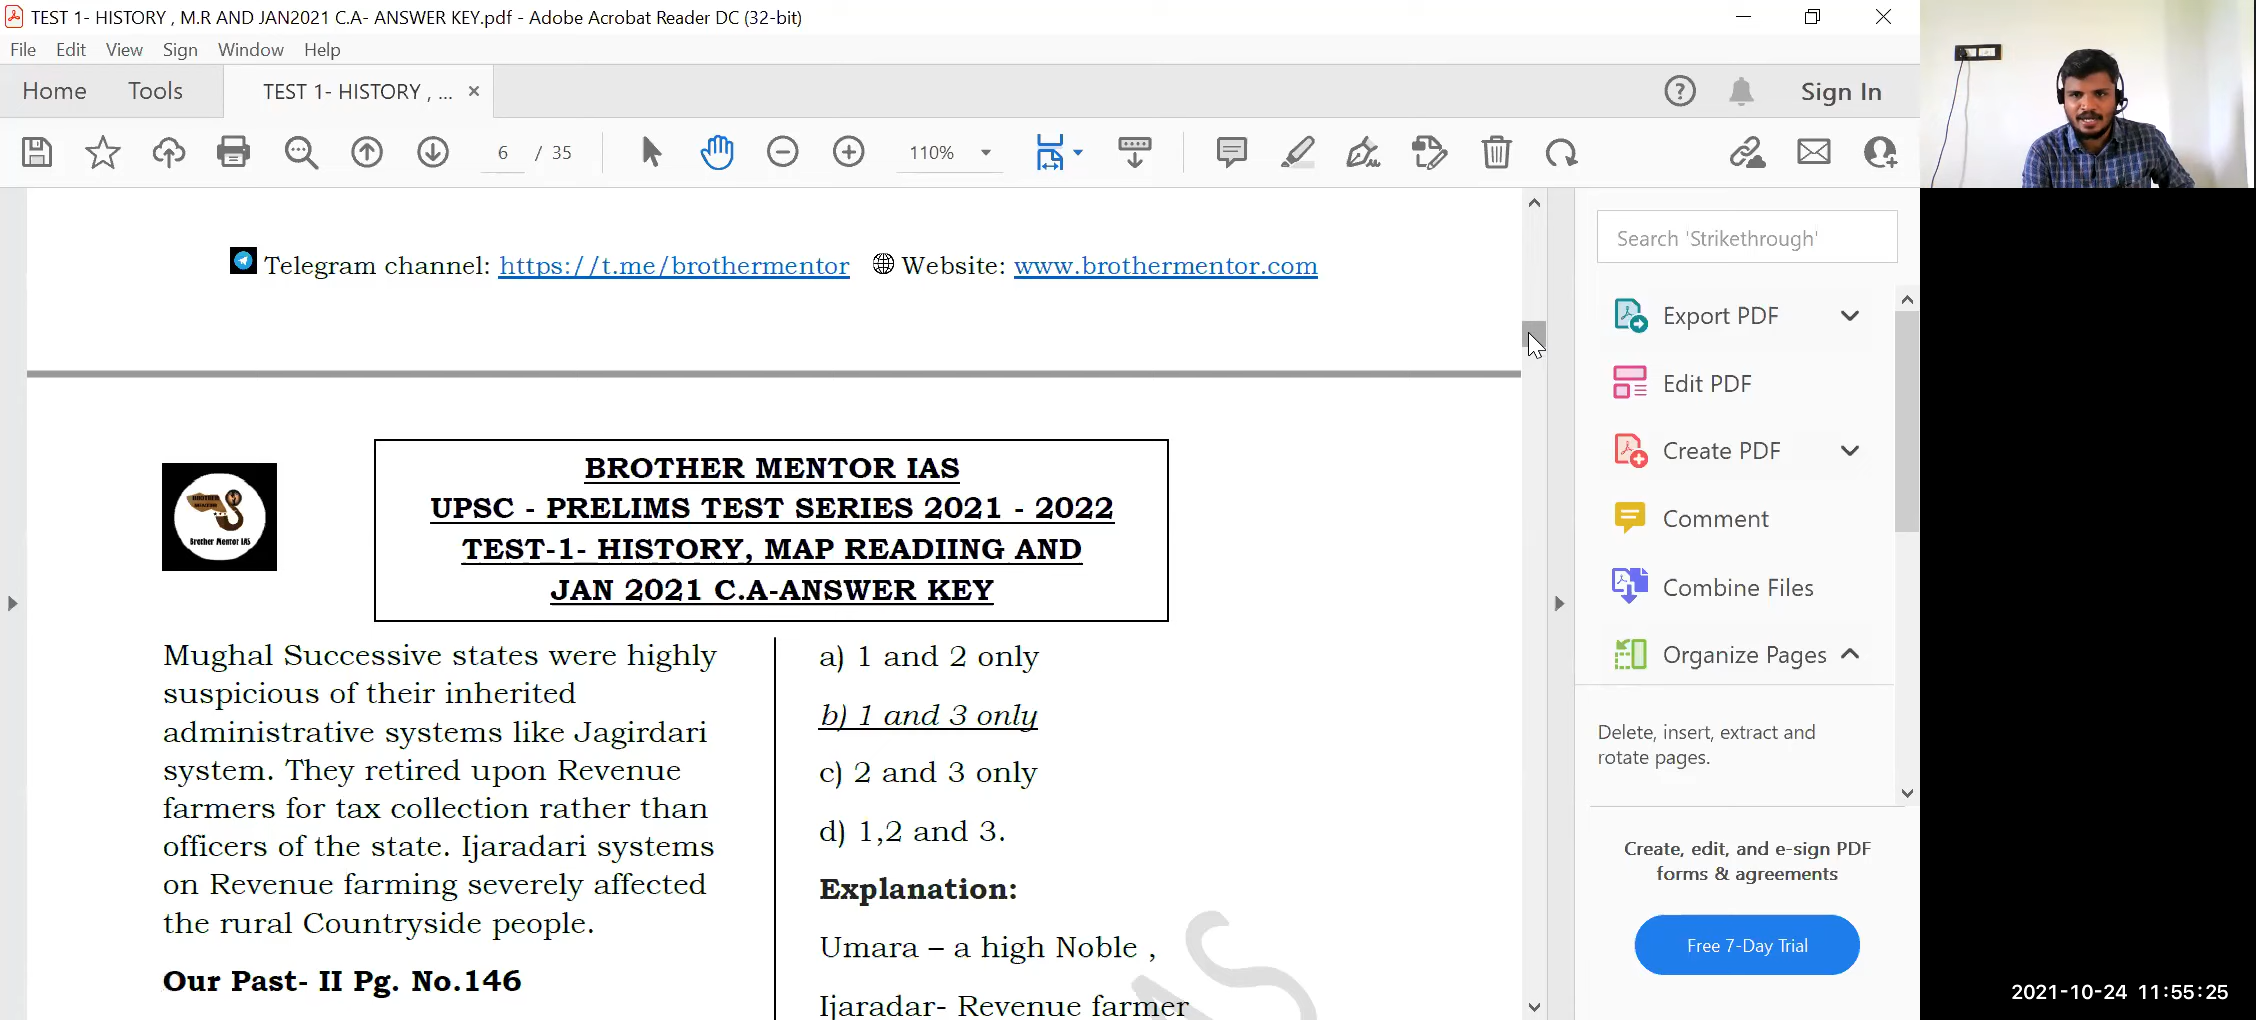 TEST 1- HISTORY , M.R AND JAN2021 C.A- ANSWER KEY.pdf - Adobe Acrobat Reader DC (32-bit)
File Edit View Sign Window Help
Home Tools TEST 1- HISTORY , ... × Sign In
6 / 35 110%
Telegram channel: https://t.me/brothermentor Website: www.brothermentor.com
BROTHER MENTOR IAS
UPSC - PRELIMS TEST SERIES 2021 - 2022
TEST-1- HISTORY, MAP READIING AND
JAN 2021 C.A-ANSWER KEY
Brother Mentor IAS
Mughal Successive states were highly
suspicious of their inherited
administrative systems like Jagirdari
system. They retired upon Revenue
farmers for tax collection rather than
officers of the state. Ijaradari systems
on Revenue farming severely affected
the rural Countryside people.
Our Past- II Pg. No.146
a) 1 and 2 only
b) 1 and 3 only
c) 2 and 3 only
d) 1,2 and 3.
Explanation:
Umara – a high Noble ,
Ijaradar- Revenue farmer
AS
Search 'Strikethrough'
Export PDF
Edit PDF
Create PDF
Comment
Combine Files
Organize Pages
Delete, insert, extract and
rotate pages.
Create, edit, and e-sign PDF
forms & agreements
Free 7-Day Trial
2021-10-24 11:55:25